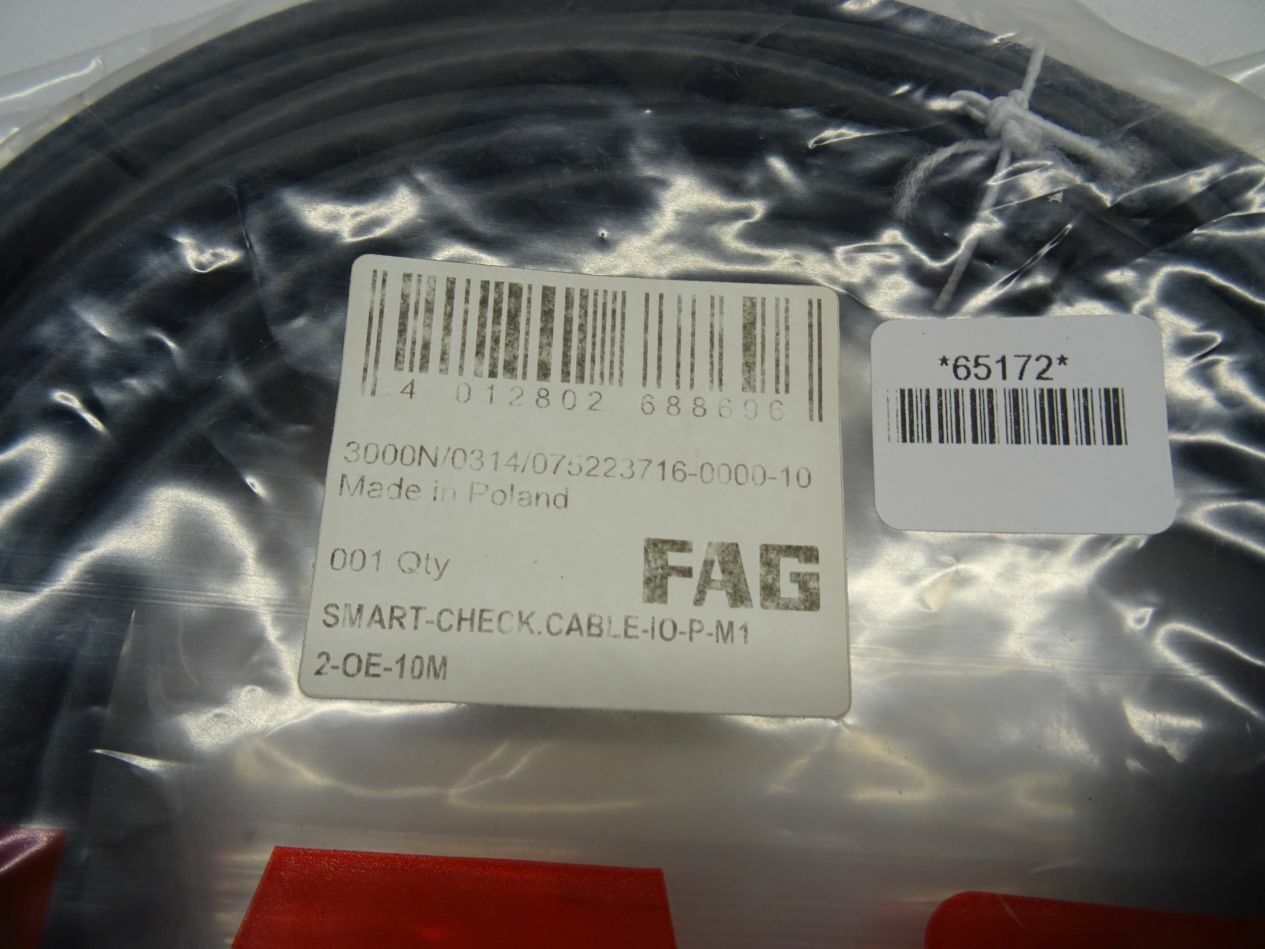 4 012802 688696
3000N/0314/075223716-0000-10
Made in Poland
001 Qty
FAG
SMART-CHECK.CABLE-IO-P-M1
2-OE-10M
*65172*